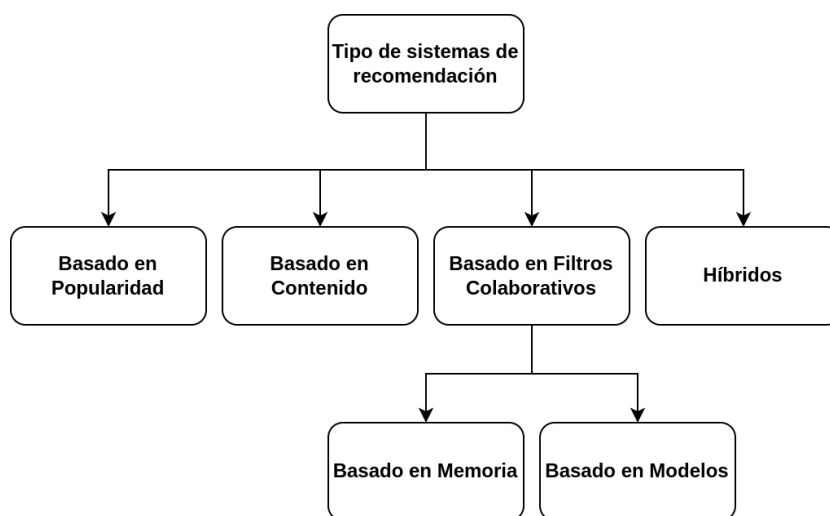 Tipo de sistemas de
recomendación
Basado en
Popularidad
Basado en
Contenido
Basado en Filtros
Colaborativos
Híbridos
Basado en Memoria
Basado en Modelos